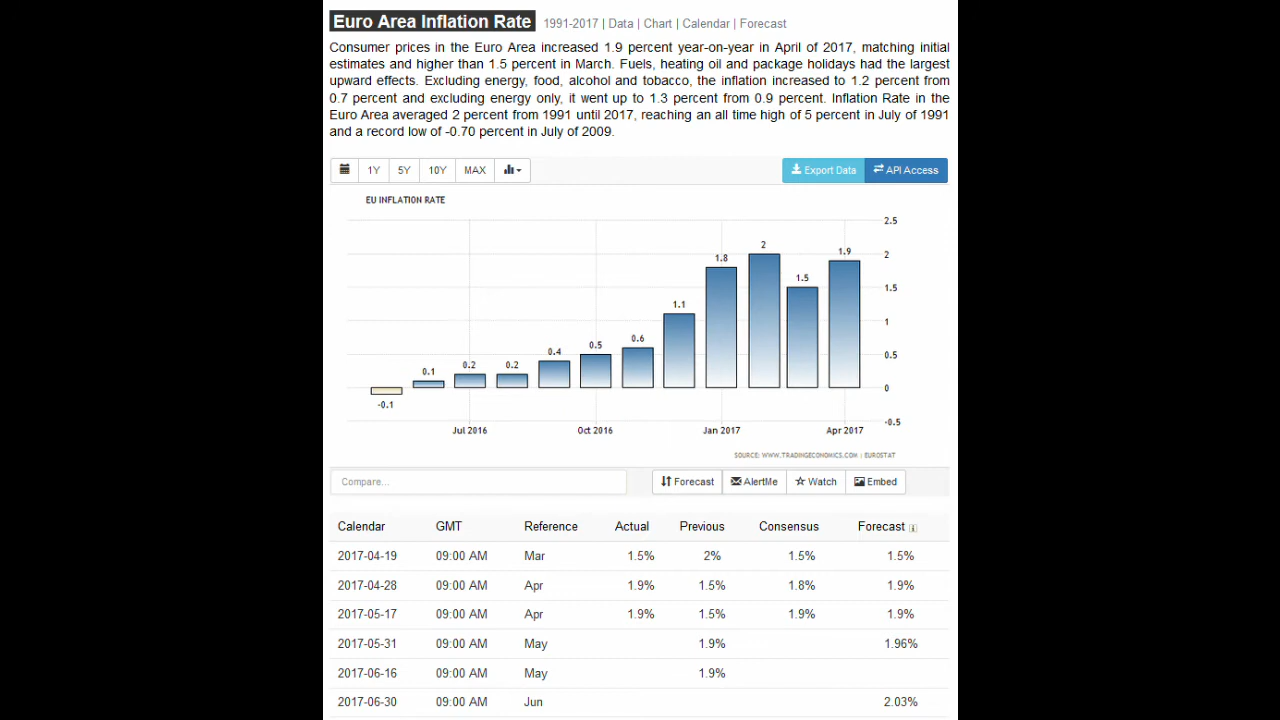 Euro Area Inflation Rate 1991-2017 | Data | Chart | Calendar | Forecast
Consumer prices in the Euro Area increased 1.9 percent year-on-year in April of 2017, matching initial
estimates and higher than 1.5 percent in March. Fuels, heating oil and package holidays had the largest
upward effects. Excluding energy, food, alcohol and tobacco, the inflation increased to 1.2 percent from
0.7 percent and excluding energy only, it went up to 1.3 percent from 0.9 percent. Inflation Rate in the
Euro Area averaged 2 percent from 1991 until 2017, reaching an all time high of 5 percent in July of 1991
and a record low of -0.70 percent in July of 2009.
1Y 5Y 10Y MAX Export Data API Access
EU INFLATION RATE
2.5
2
1.5
1
0.5
0
-0.5
-0.1 0.1 0.2 0.2 0.4 0.5 0.6 1.1 1.8 2 1.5 1.9
Jul 2016 Oct 2016 Jan 2017 Apr 2017
SOURCE: WWW.TRADINGECONOMICS.COM | EUROSTAT
Compare... Forecast AlertMe Watch Embed
Calendar GMT Reference Actual Previous Consensus Forecast
2017-04-19 09:00 AM Mar 1.5% 2% 1.5% 1.5%
2017-04-28 09:00 AM Apr 1.9% 1.5% 1.8% 1.9%
2017-05-17 09:00 AM Apr 1.9% 1.5% 1.9% 1.9%
2017-05-31 09:00 AM May 1.9% 1.96%
2017-06-16 09:00 AM May 1.9%
2017-06-30 09:00 AM Jun 2.03%